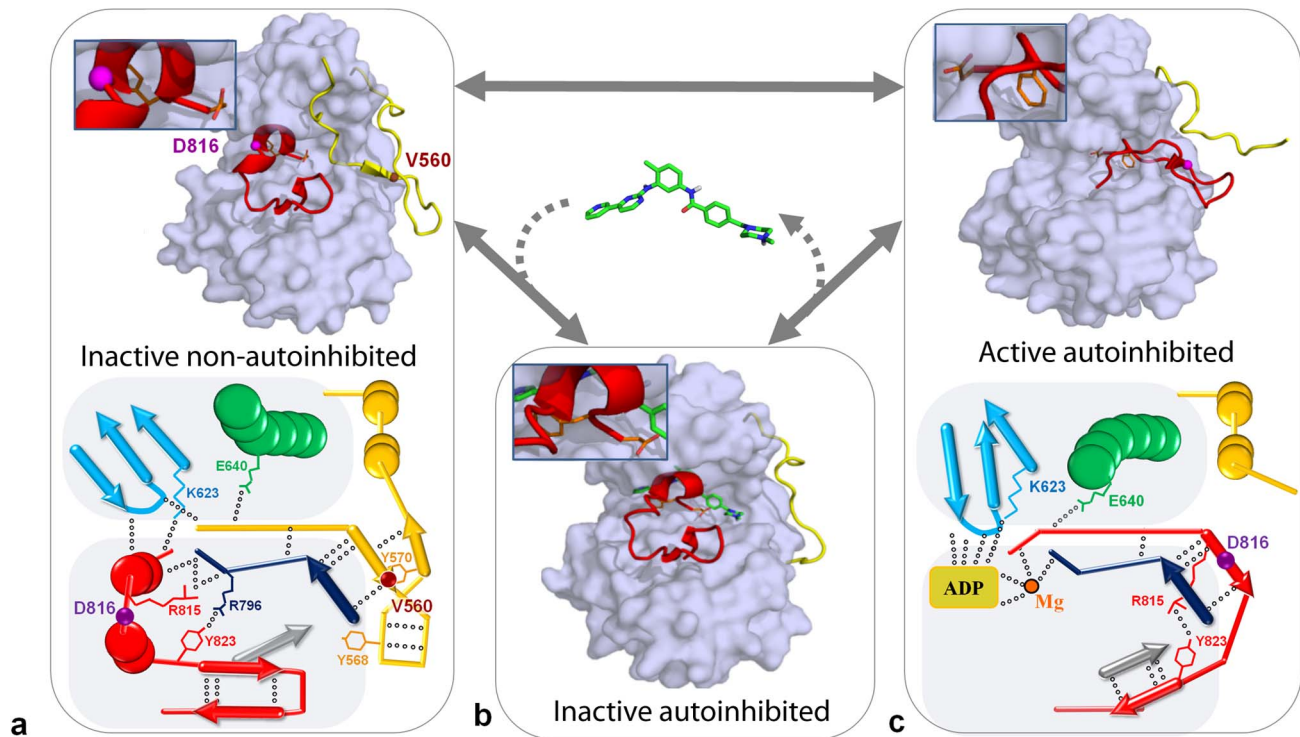 D816
V560
Inactive non-autoinhibited
E640
K623
Y570
V560
D816
R815
R796
Y823
Y568
a
Inactive autoinhibited
b
Active autoinhibited
K623
E640
D816
ADP
Mg
R815
Y823
c